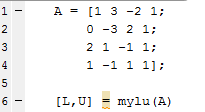 1 - A = [1 3 -2 1;
2 0 -3 2 1;
3 2 1 -1 1;
4 1 -1 1 1];
5
6 - [L,U] = mylu(A)